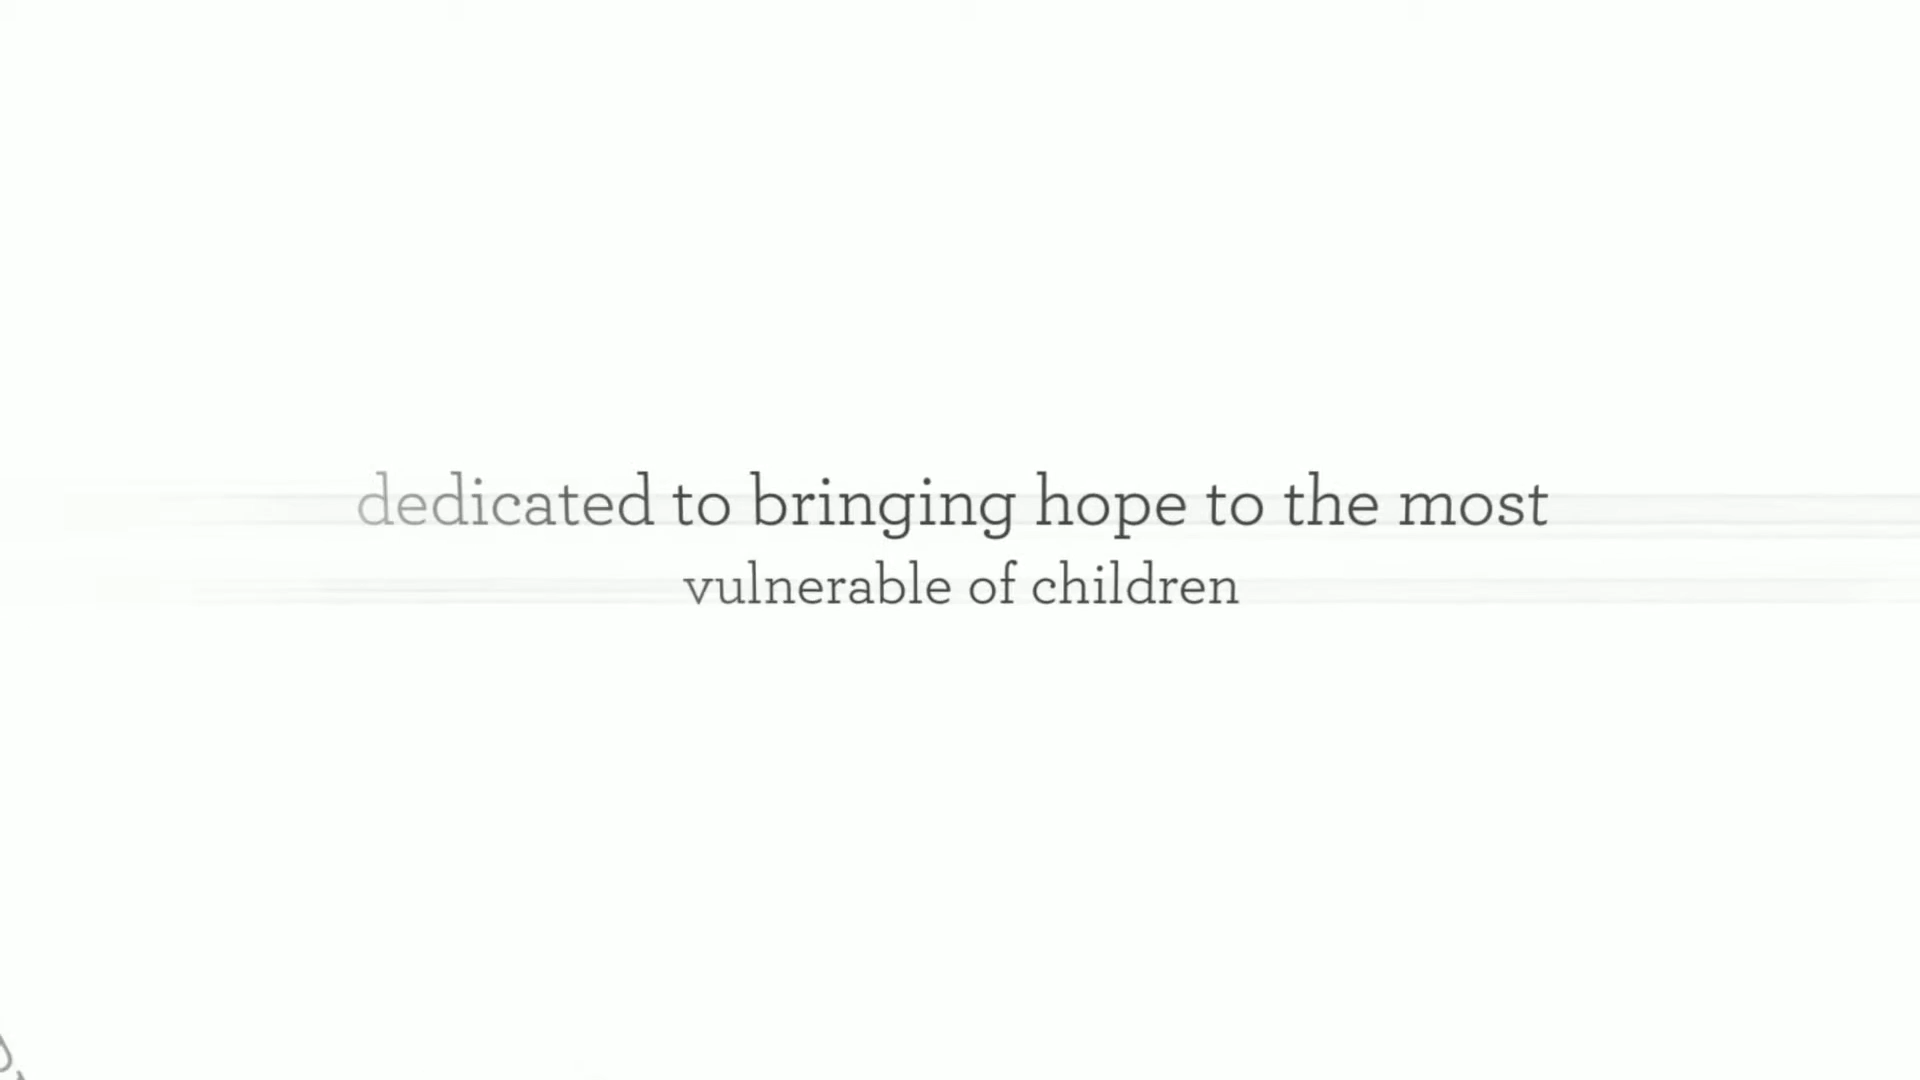 dedicated to bringing hope to the most
vulnerable of children